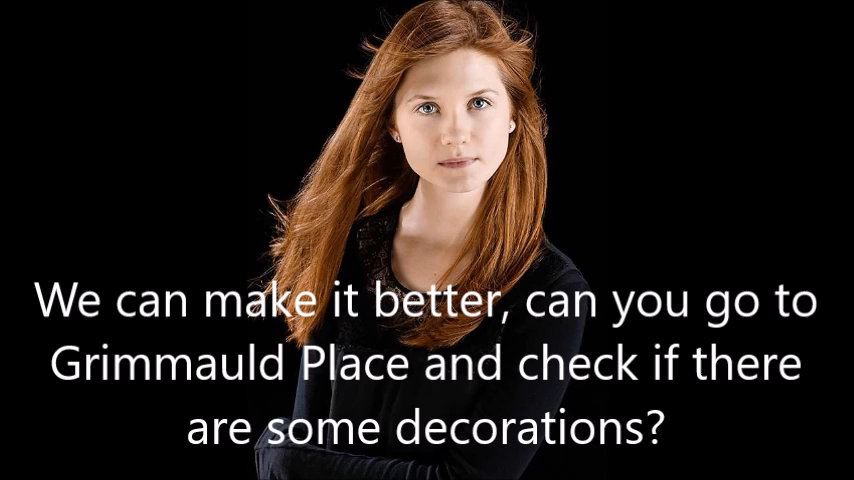 We can make it better, can you go to
Grimmauld Place and check if there
are some decorations?